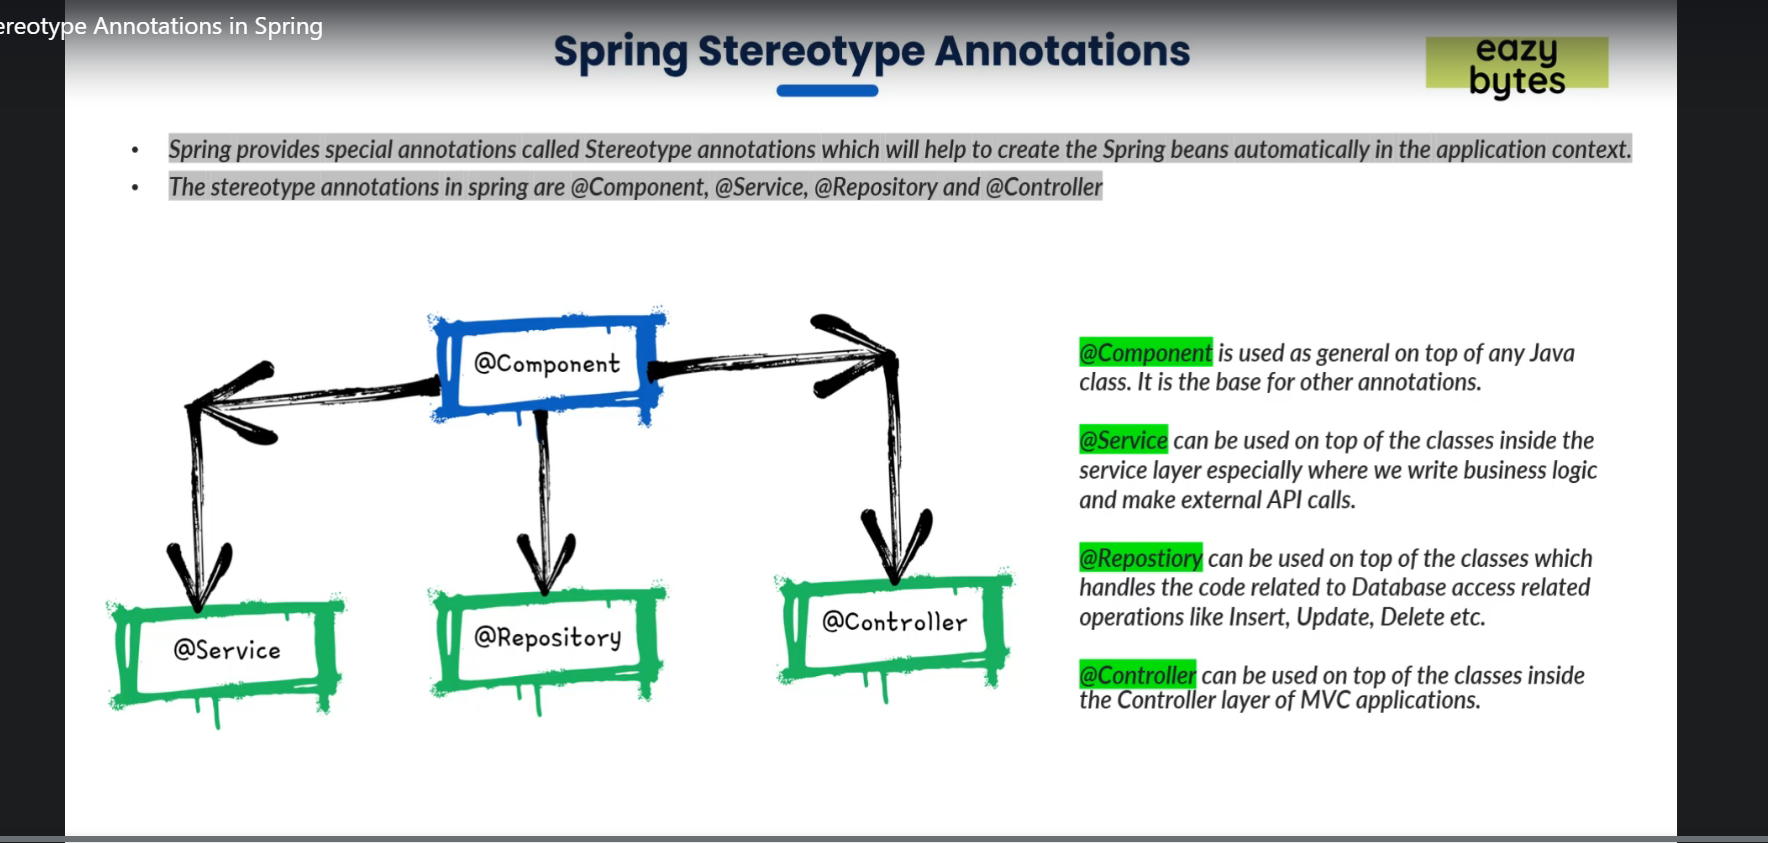 ereotype Annotations in Spring
Spring Stereotype Annotations
eazy
bytes
• Spring provides special annotations called Stereotype annotations which will help to create the Spring beans automatically in the application context.
• The stereotype annotations in spring are @Component, @Service, @Repository and @Controller
@Component
@Service
@Repository
@Controller
@Component is used as general on top of any Java
class. It is the base for other annotations.
@Service can be used on top of the classes inside the
service layer especially where we write business logic
and make external API calls.
@Repostiory can be used on top of the classes which
handles the code related to Database access related
operations like Insert, Update, Delete etc.
@Controller can be used on top of the classes inside
the Controller layer of MVC applications.